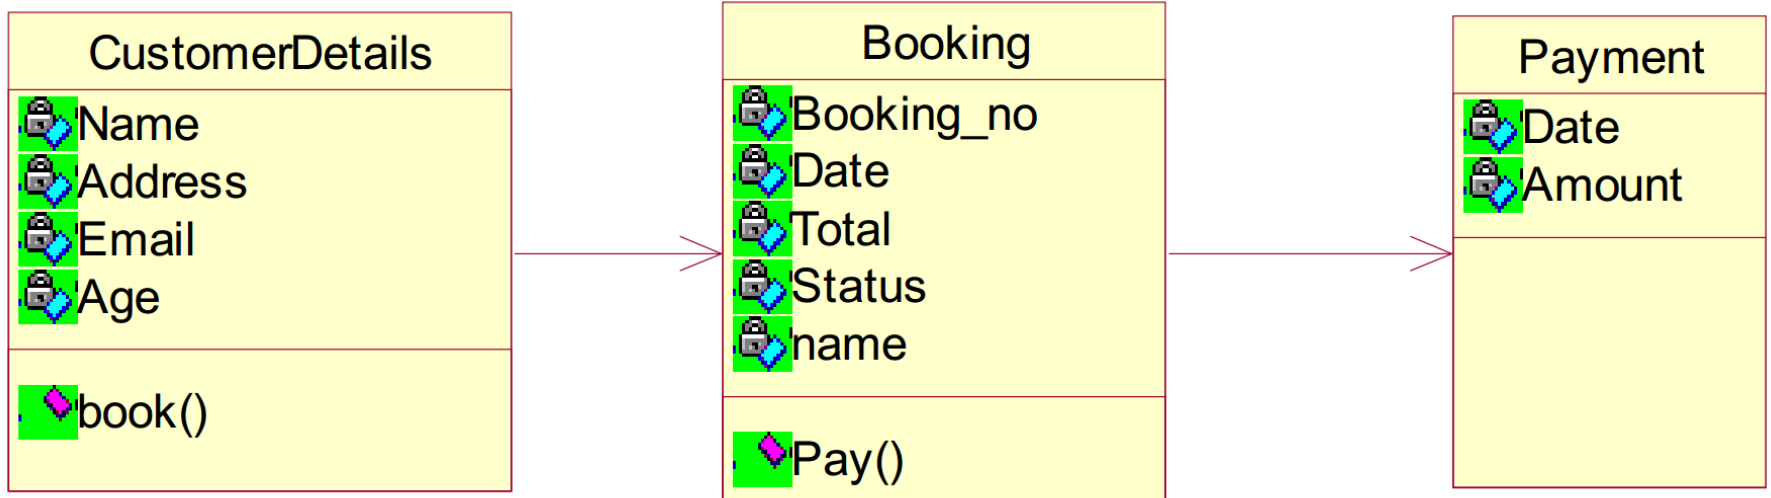 CustomerDetails
Name
Address
Email
Age
book()
Booking
Booking_no
Date
Total
Status
name
Pay()
Payment
Date
Amount